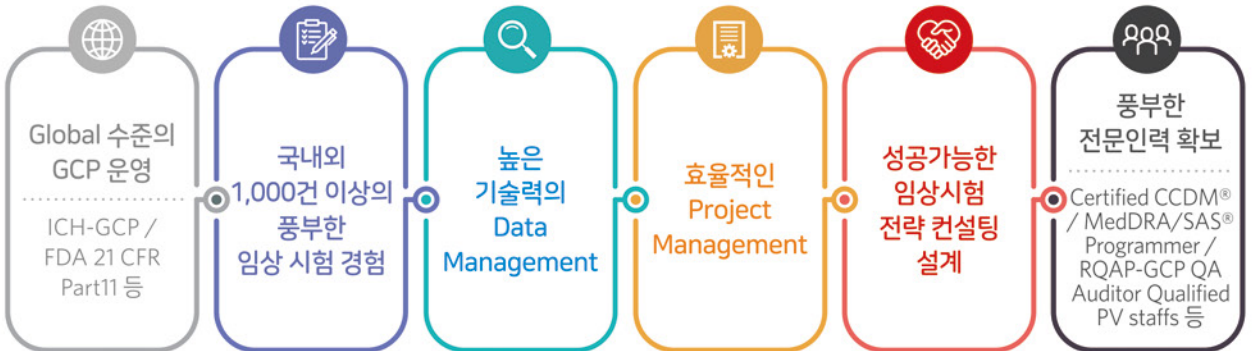 Global 수준의
GCP 운영
ICH-GCP /
FDA 21 CFR
Part11 등
국내외
1,000건 이상의
풍부한
임상 시험 경험
높은
기술력의
Data
Management
효율적인
Project
Management
성공가능한
임상시험
전략 컨설팅
설계
풍부한
전문인력 확보
Certified CCDM®
/ MedDRA/SAS®
Programmer /
RQAP-GCP QA
Auditor Qualified
PV staffs 등